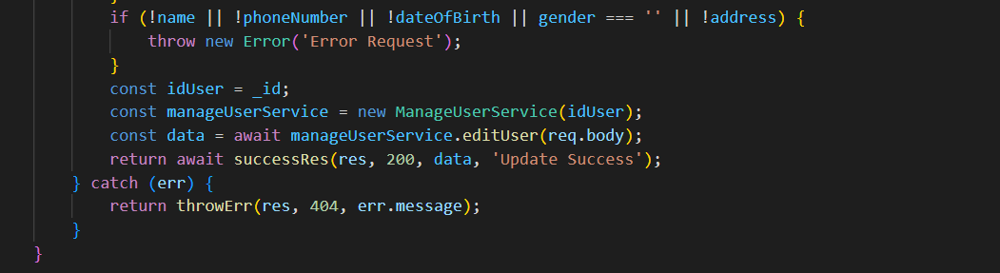 }
if (!name || !phoneNumber || !dateOfBirth || gender === '' || !address) {
throw new Error('Error Request');
}
const idUser = _id;
const manageUserService = new ManageUserService(idUser);
const data = await manageUserService.editUser(req.body);
return await successRes(res, 200, data, 'Update Success');
} catch (err) {
return throwErr(res, 404, err.message);
}
}